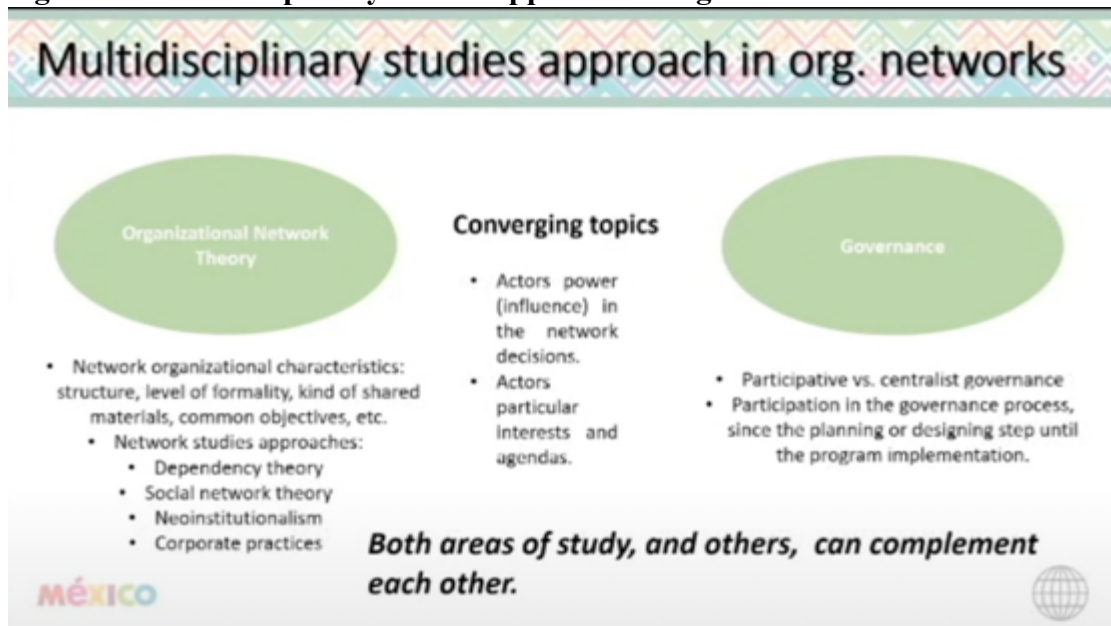 Multidisciplinary studies approach in org. networks
Organizational Network
Theory
• Network organizational characteristics:
structure, level of formality, kind of shared
materials, common objectives, etc.
• Network studies approaches:
• Dependency theory
• Social network theory
• Neoinstitutionalism
• Corporate practices
Converging topics
• Actors power
(influence) in
the network
decisions.
• Actors
particular
interests and
agendas.
Governance
• Participative vs. centralist governance
• Participation in the governance process,
since the planning or designing step until
the program implementation.
Both areas of study, and others, can complement
each other.
MéXICO